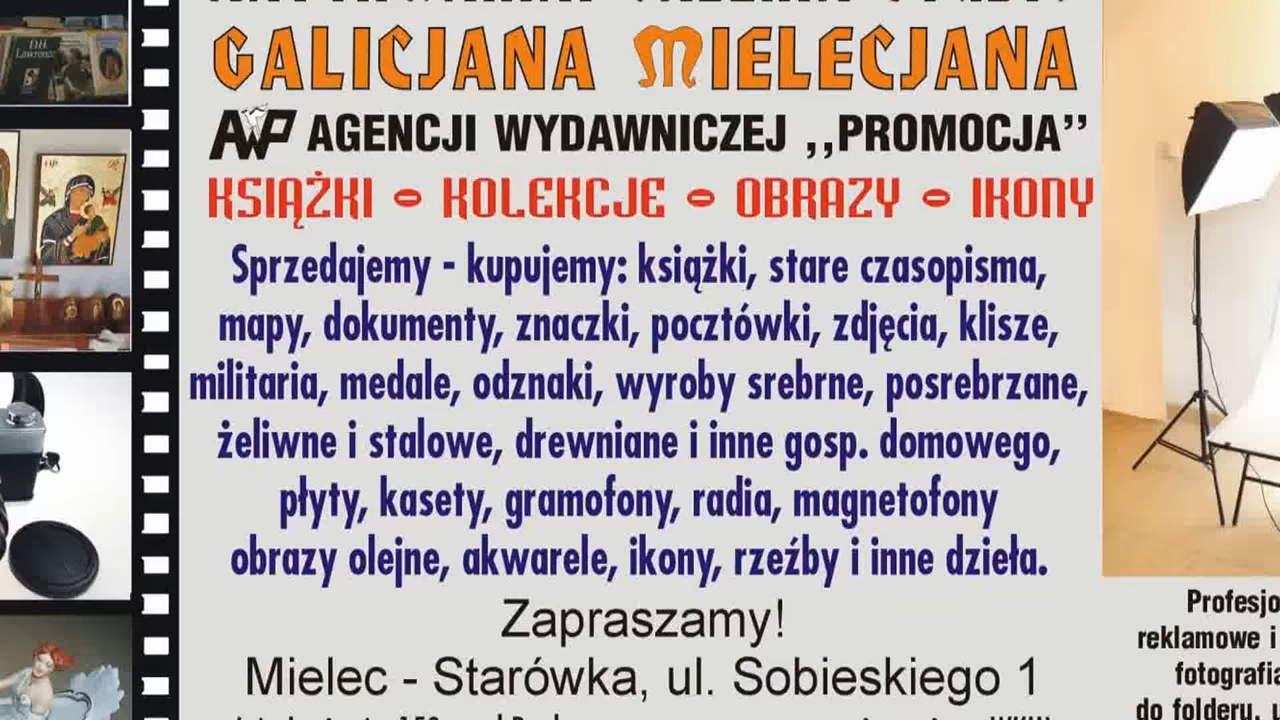 GALICJANA MIELECJANA
AWP AGENCJI WYDAWNICZEJ ,,PROMOCJA”
KSIĄŻKI - KOLEKCJE - OBRAZY - IKONY
Sprzedajemy - kupujemy: książki, stare czasopisma,
mapy, dokumenty, znaczki, pocztówki, zdjęcia, klisze,
militaria, medale, odznaki, wyroby srebrne, posrebrzane,
żeliwne i stalowe, drewniane i inne gosp. domowego,
płyty, kasety, gramofony, radia, magnetofony
obrazy olejne, akwarele, ikony, rzeźby i inne dzieła.
Zapraszamy!
Mielec - Starówka, ul. Sobieskiego 1
D.H.
Lawrence
Profesjo
reklamowe i
fotografia
do folderu,